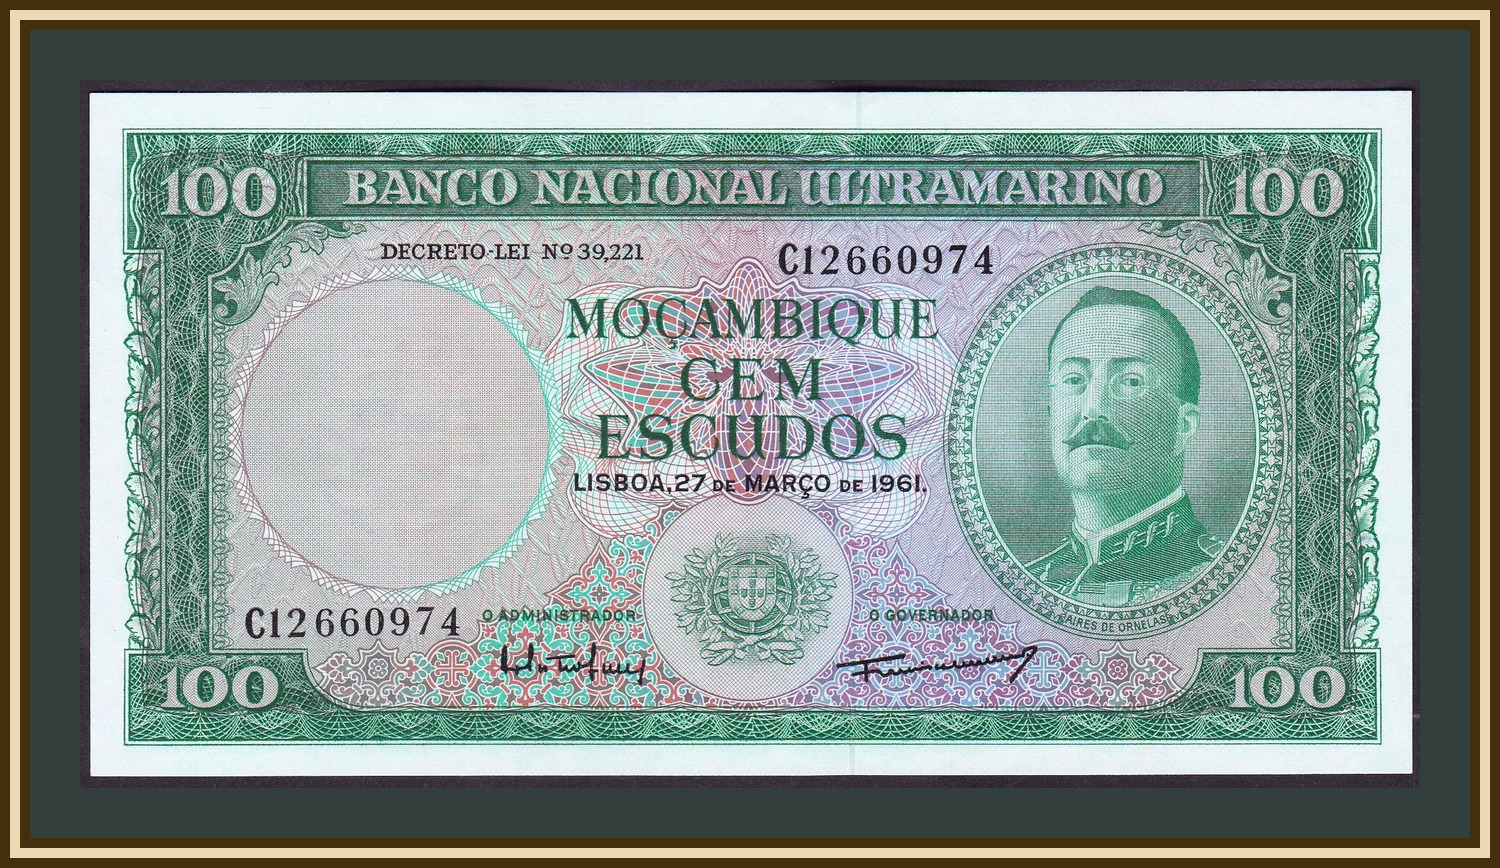 100 BANCO NACIONAL ULTRAMARINO 100
DECRETO-LEI Nº 39,221
C12660974
MOÇAMBIQUE
CEM
ESCUDOS
LISBOA, 27 DE MARÇO DE 1961.
C12660974
O ADMINISTRADOR
O GOVERNADOR
AIRES DE ORNELAS
100 100